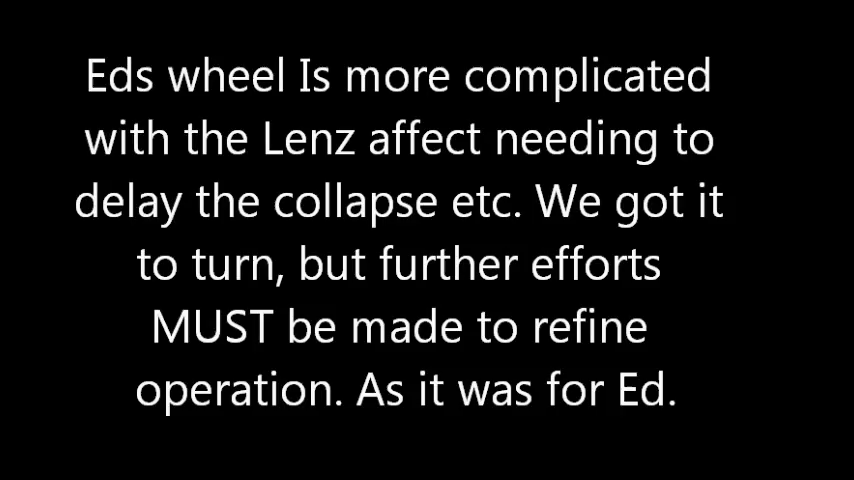 Eds wheel Is more complicated
with the Lenz affect needing to
delay the collapse etc. We got it
to turn, but further efforts
MUST be made to refine
operation. As it was for Ed.